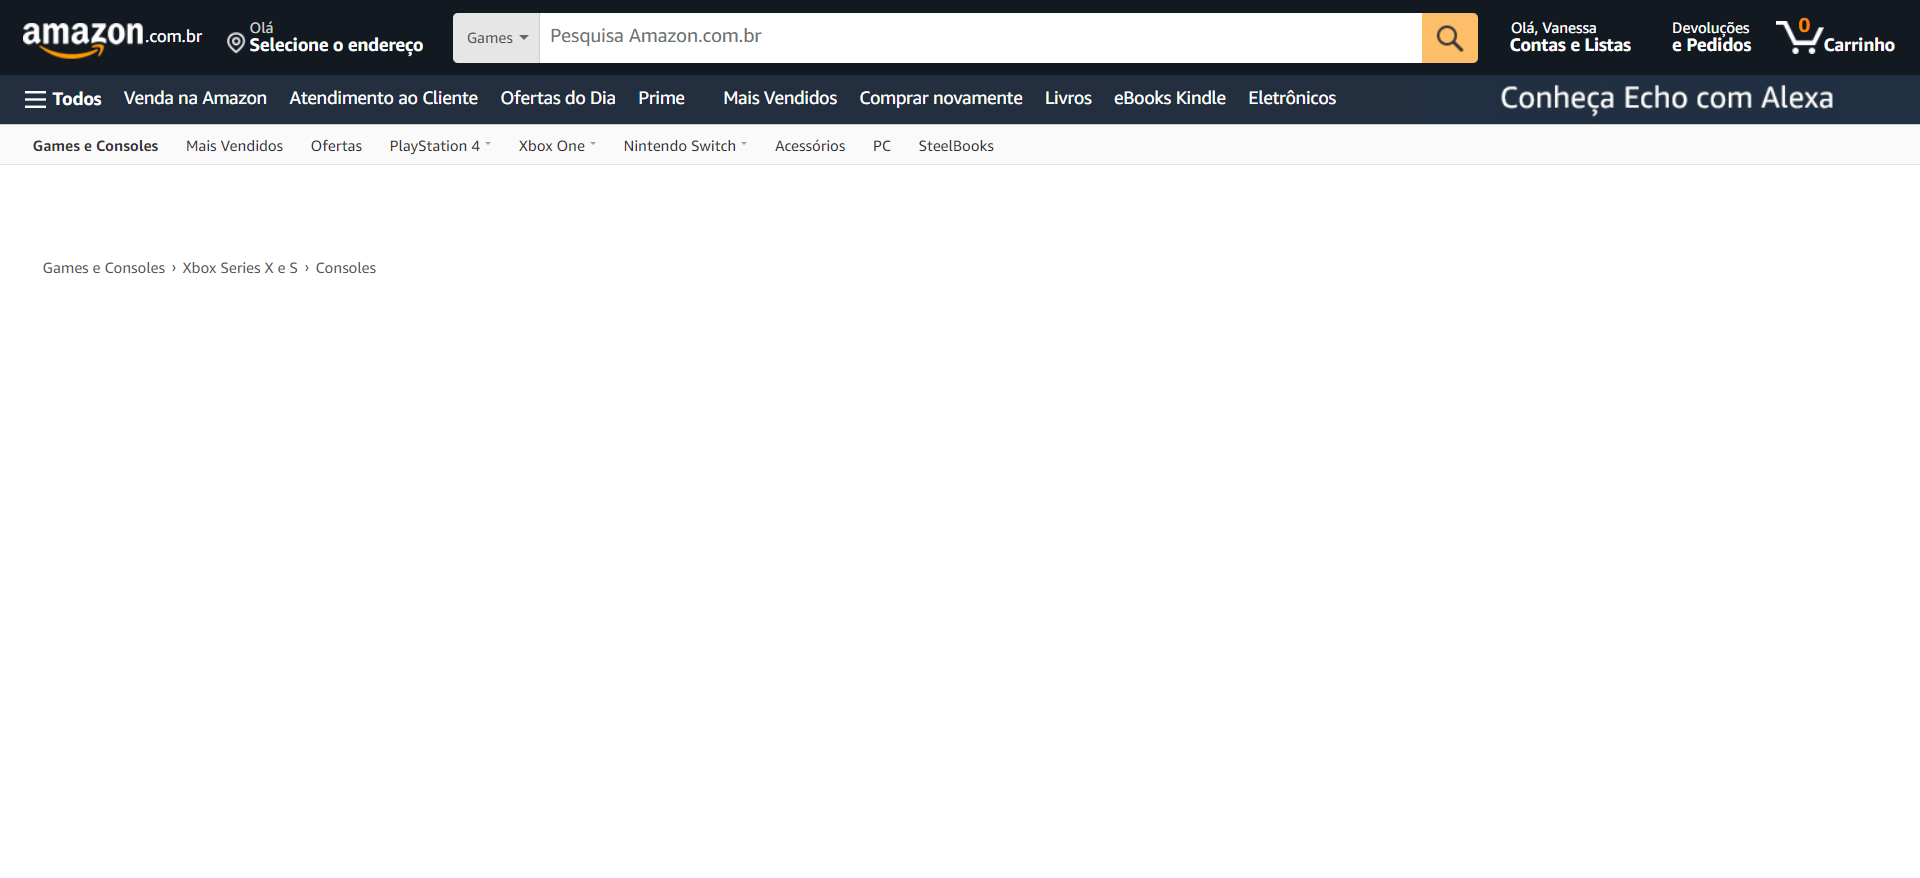 amazon.com.br
Olá
Selecione o endereço
Games
Pesquisa Amazon.com.br
Olá, Vanessa
Contas e Listas
Devoluções
e Pedidos
0
Carrinho
Todos Venda na Amazon Atendimento ao Cliente Ofertas do Dia Prime Mais Vendidos Comprar novamente Livros eBooks Kindle Eletrônicos Conheça Echo com Alexa
Games e Consoles Mais Vendidos Ofertas PlayStation 4 Xbox One Nintendo Switch Acessórios PC SteelBooks
Games e Consoles › Xbox Series X e S › Consoles